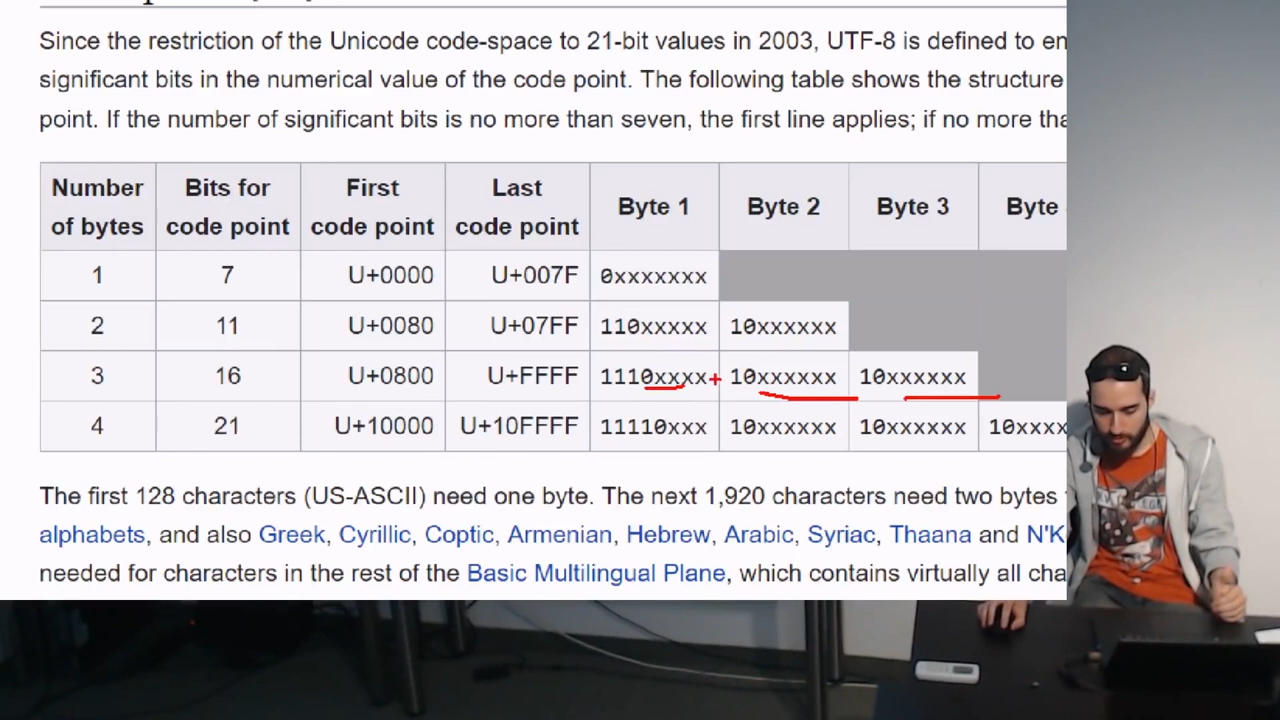 Since the restriction of the Unicode code-space to 21-bit values in 2003, UTF-8 is defined to en
significant bits in the numerical value of the code point. The following table shows the structure
point. If the number of significant bits is no more than seven, the first line applies; if no more tha
Number of bytes Bits for code point First code point Last code point Byte 1 Byte 2 Byte 3 Byte
1 7 U+0000 U+007F 0xxxxxxx
2 11 U+0080 U+07FF 110xxxxx 10xxxxxx
3 16 U+0800 U+FFFF 1110xxxx + 10xxxxxx 10xxxxxx
4 21 U+10000 U+10FFFF 11110xxx 10xxxxxx 10xxxxxx 10xxxx
The first 128 characters (US-ASCII) need one byte. The next 1,920 characters need two bytes
alphabets, and also Greek, Cyrillic, Coptic, Armenian, Hebrew, Arabic, Syriac, Thaana and N'K
needed for characters in the rest of the Basic Multilingual Plane, which contains virtually all cha